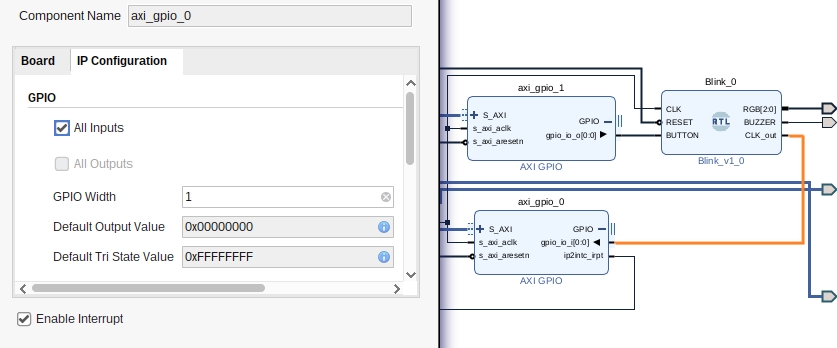 Component Name axi_gpio_0
Board IP Configuration
GPIO
All Inputs
All Outputs
GPIO Width 1
Default Output Value 0x00000000
Default Tri State Value 0xFFFFFFFF
Enable Interrupt
axi_gpio_1
S_AXI
s_axi_aclk
s_axi_aresetn
GPIO
gpio_io_o[0:0]
AXI GPIO
Blink_0
CLK
RESET
BUTTON
RTL
RGB[2:0]
BUZZER
CLK_out
Blink_v1_0
axi_gpio_0
S_AXI
s_axi_aclk
s_axi_aresetn
GPIO
gpio_io_i[0:0]
ip2intc_irpt
AXI GPIO